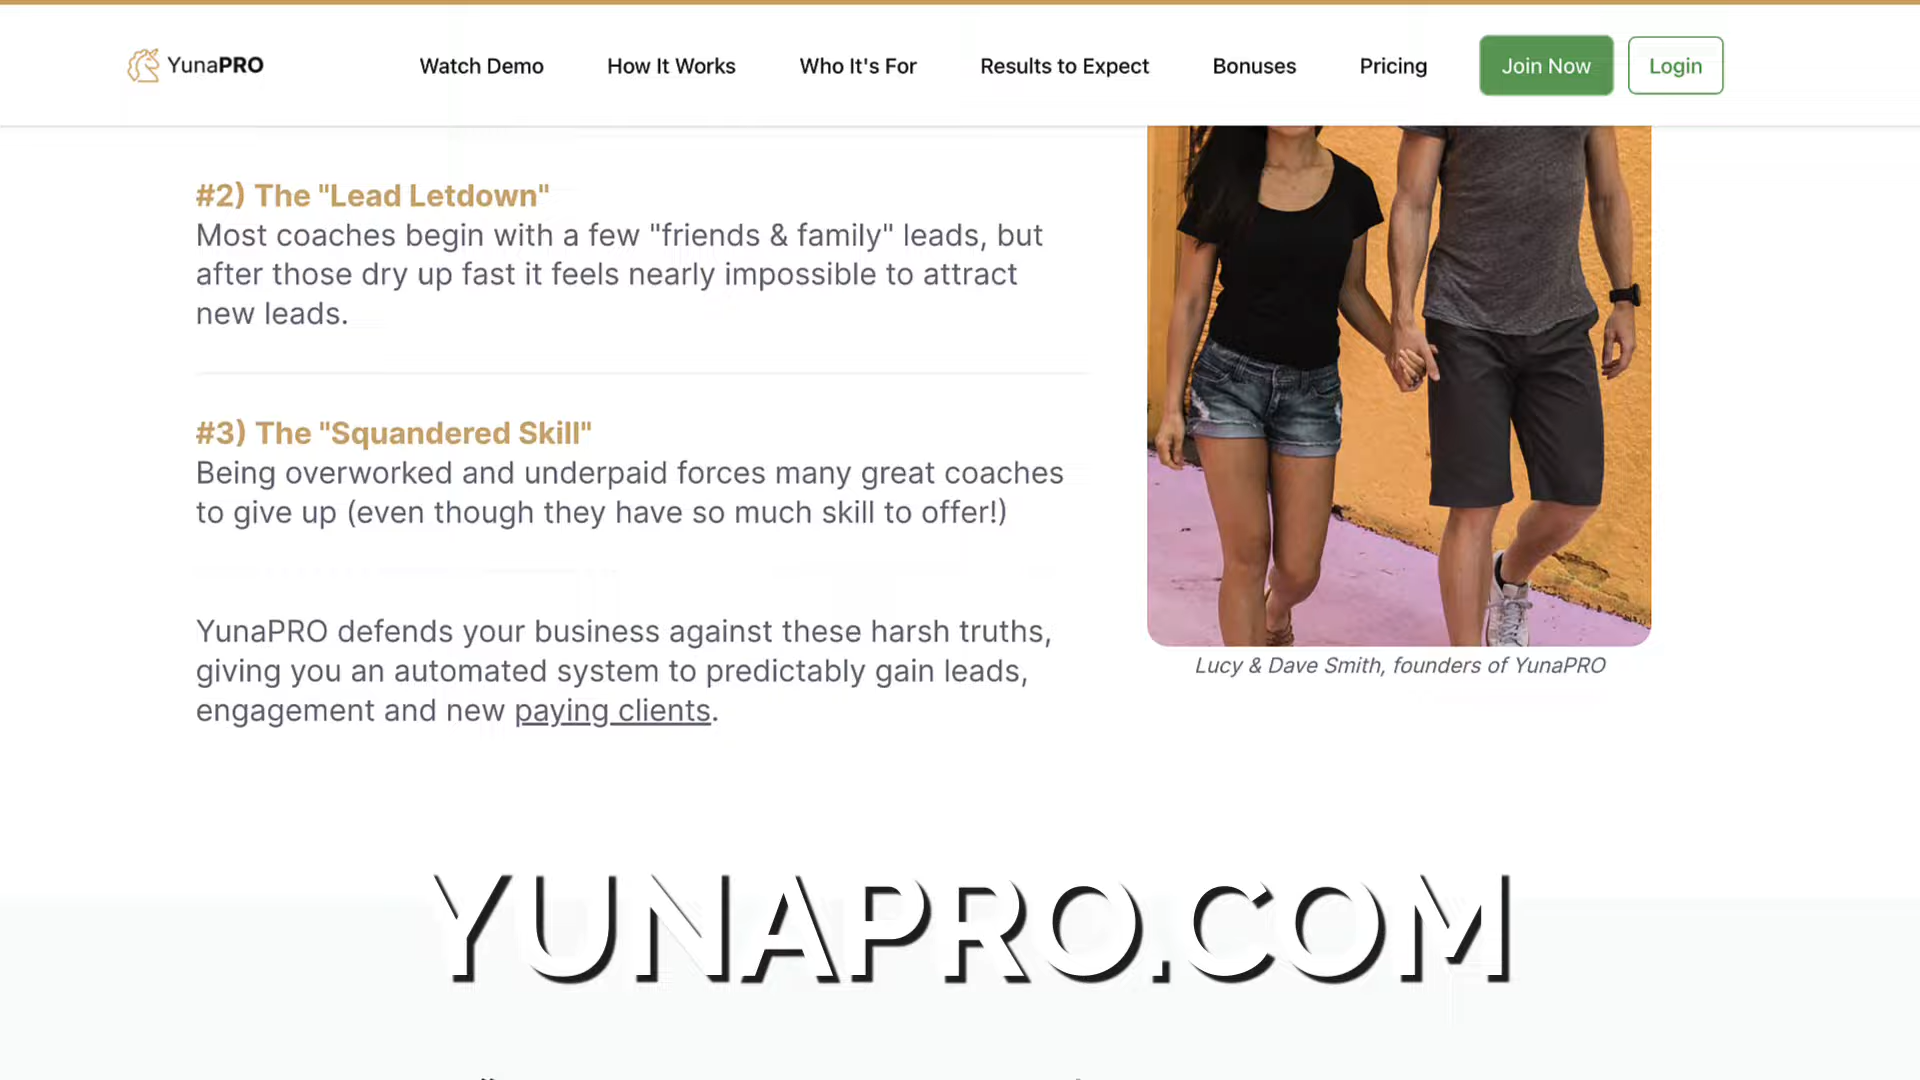 YunaPRO
Watch Demo
How It Works
Who It's For
Results to Expect
Bonuses
Pricing
Join Now
Login
#2) The "Lead Letdown"
Most coaches begin with a few "friends & family" leads, but
after those dry up fast it feels nearly impossible to attract
new leads.
#3) The "Squandered Skill"
Being overworked and underpaid forces many great coaches
to give up (even though they have so much skill to offer!)
YunaPRO defends your business against these harsh truths,
giving you an automated system to predictably gain leads,
engagement and new paying clients.
Lucy & Dave Smith, founders of YunaPRO
YUNAPRO.COM